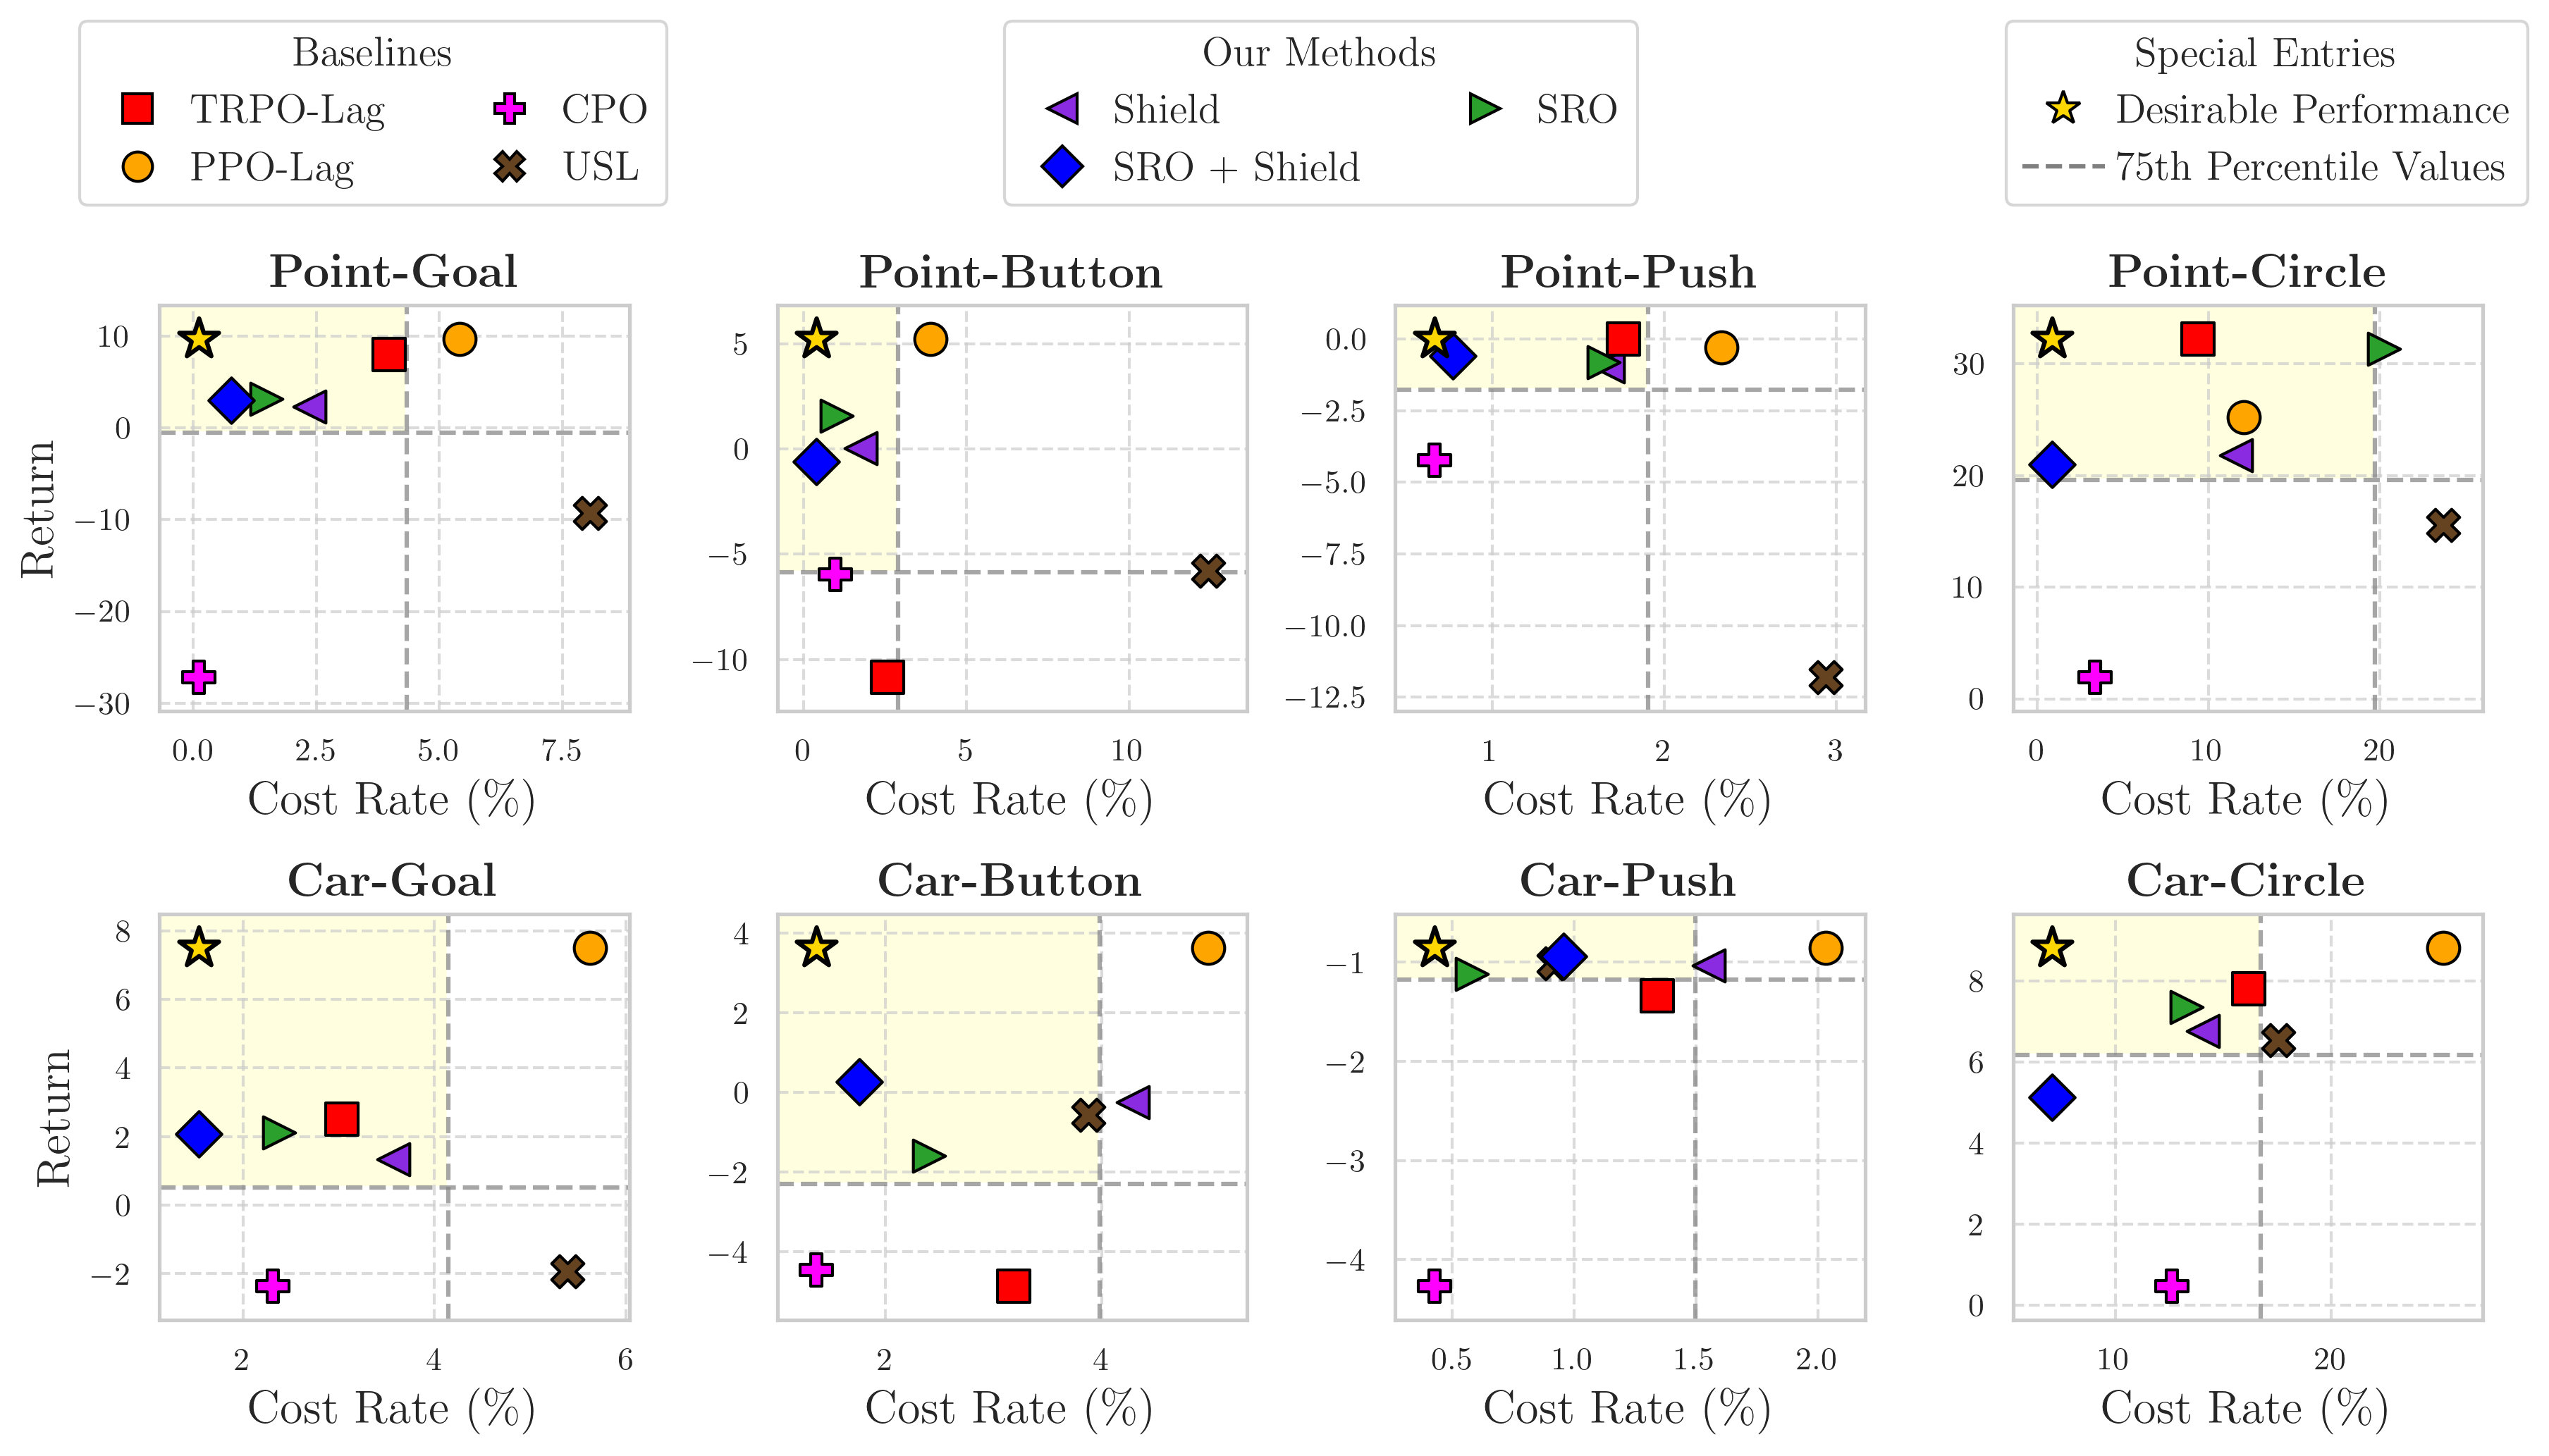 Baselines
TRPO-Lag
CPO
PPO-Lag
USL
Our Methods
Shield
SRO
SRO + Shield
Special Entries
Desirable Performance
75th Percentile Values
Point-Goal
Point-Button
Point-Push
Point-Circle
Return
10
0
−10
−20
−30
0.0 2.5 5.0 7.5
Cost Rate (%)
5
0
−5
−10
0 5 10
Cost Rate (%)
0.0
−2.5
−5.0
−7.5
−10.0
−12.5
1 2 3
Cost Rate (%)
30
20
10
0
0 10 20
Cost Rate (%)
Car-Goal
Car-Button
Car-Push
Car-Circle
Return
8
6
4
2
0
−2
2 4 6
Cost Rate (%)
4
2
0
−2
−4
2 4
Cost Rate (%)
−1
−2
−3
−4
0.5 1.0 1.5 2.0
Cost Rate (%)
8
6
4
2
0
10 20
Cost Rate (%)